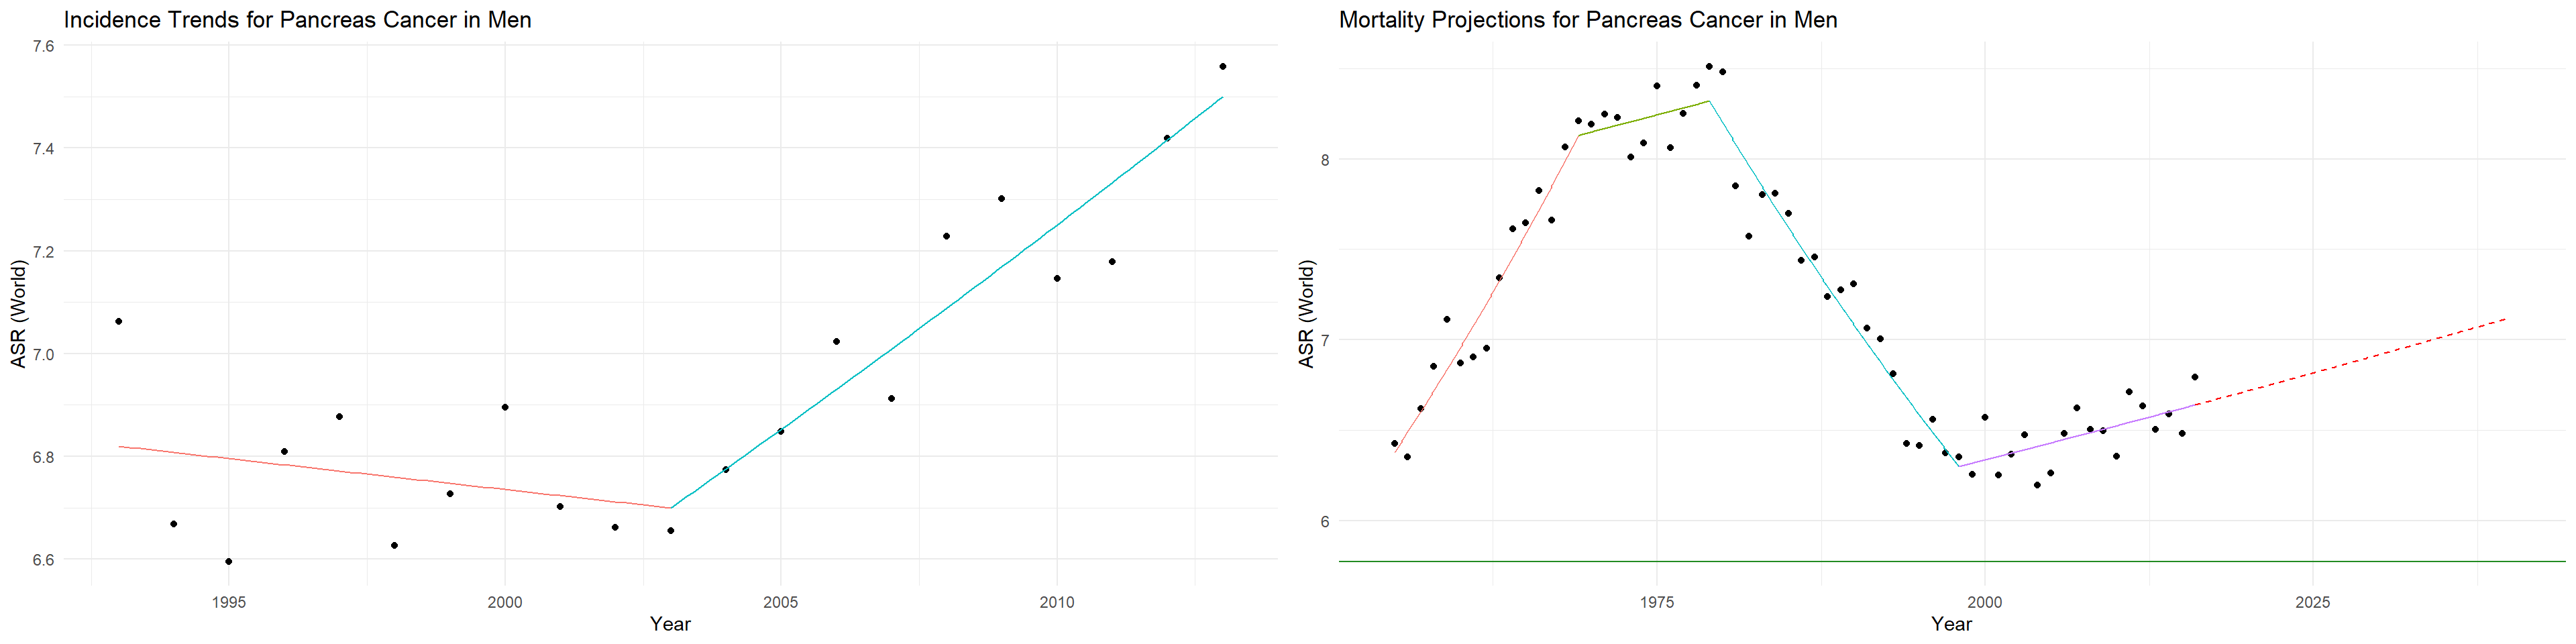 Incidence Trends for Pancreas Cancer in Men
7.6
7.4
7.2
7.0
6.8
6.6
ASR (World)
1995
2000
2005
2010
Year
Mortality Projections for Pancreas Cancer in Men
8
7
6
ASR (World)
1975
2000
2025
Year